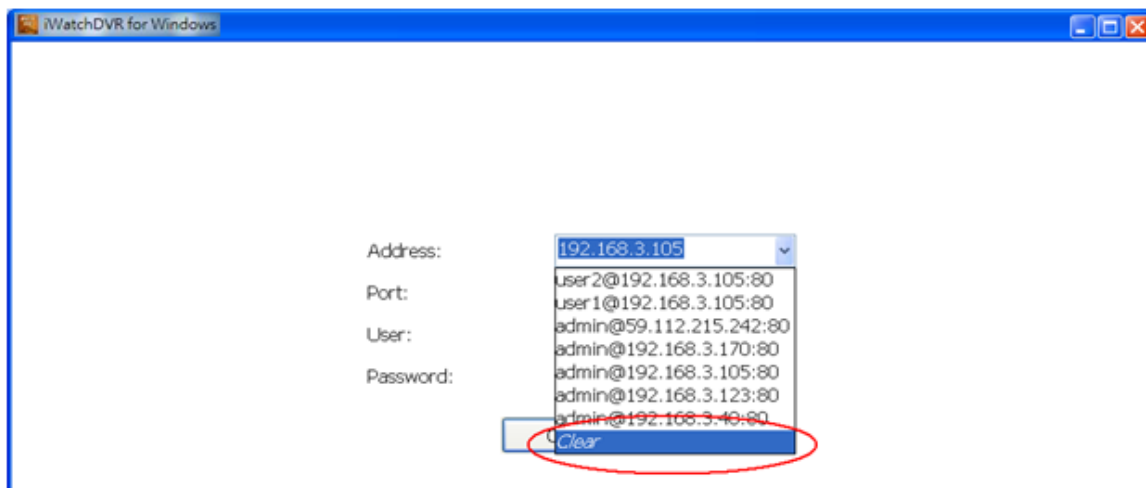 iWatchDVR for Windows
Address:
192.168.3.105
Port:
User:
Password:
user2@192.168.3.105:80
user1@192.168.3.105:80
admin@59.112.215.242:80
admin@192.168.3.170:80
admin@192.168.3.105:80
admin@192.168.3.123:80
admin@192.168.3.40:80
Clear